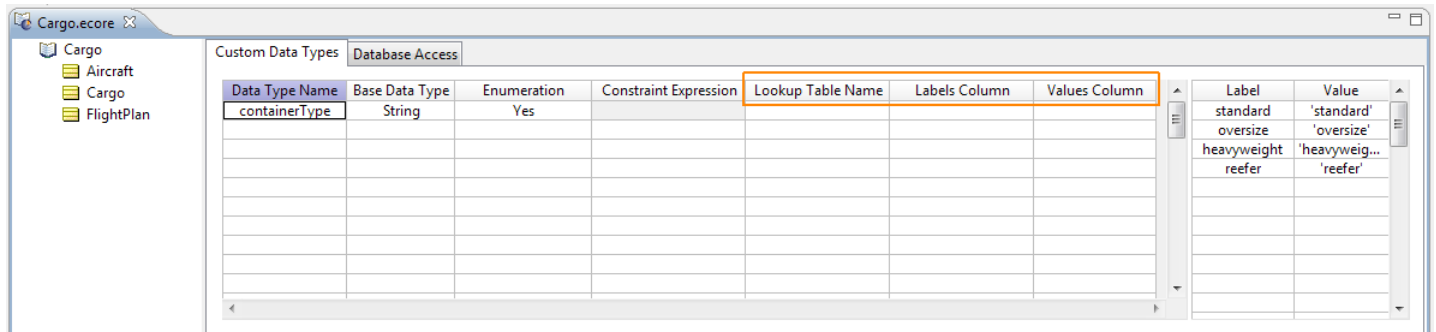 Cargo.ecore
Cargo
Aircraft
Cargo
FlightPlan
Custom Data Types Database Access
Data Type Name Base Data Type Enumeration Constraint Expression Lookup Table Name Labels Column Values Column Label Value
containerType String Yes standard 'standard'
oversize 'oversize'
heavyweight 'heavyweig...
reefer 'reefer'